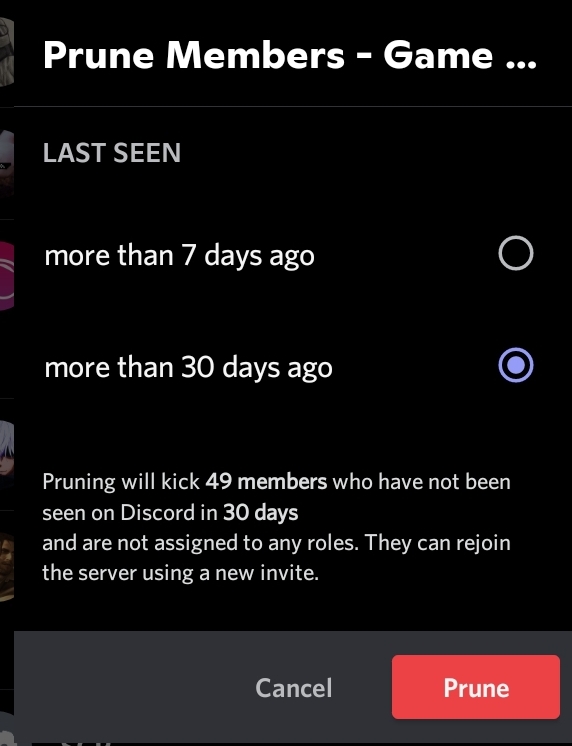 Prune Members - Game ...
LAST SEEN
more than 7 days ago
more than 30 days ago
Pruning will kick 49 members who have not been
seen on Discord in 30 days
and are not assigned to any roles. They can rejoin
the server using a new invite.
Cancel
Prune